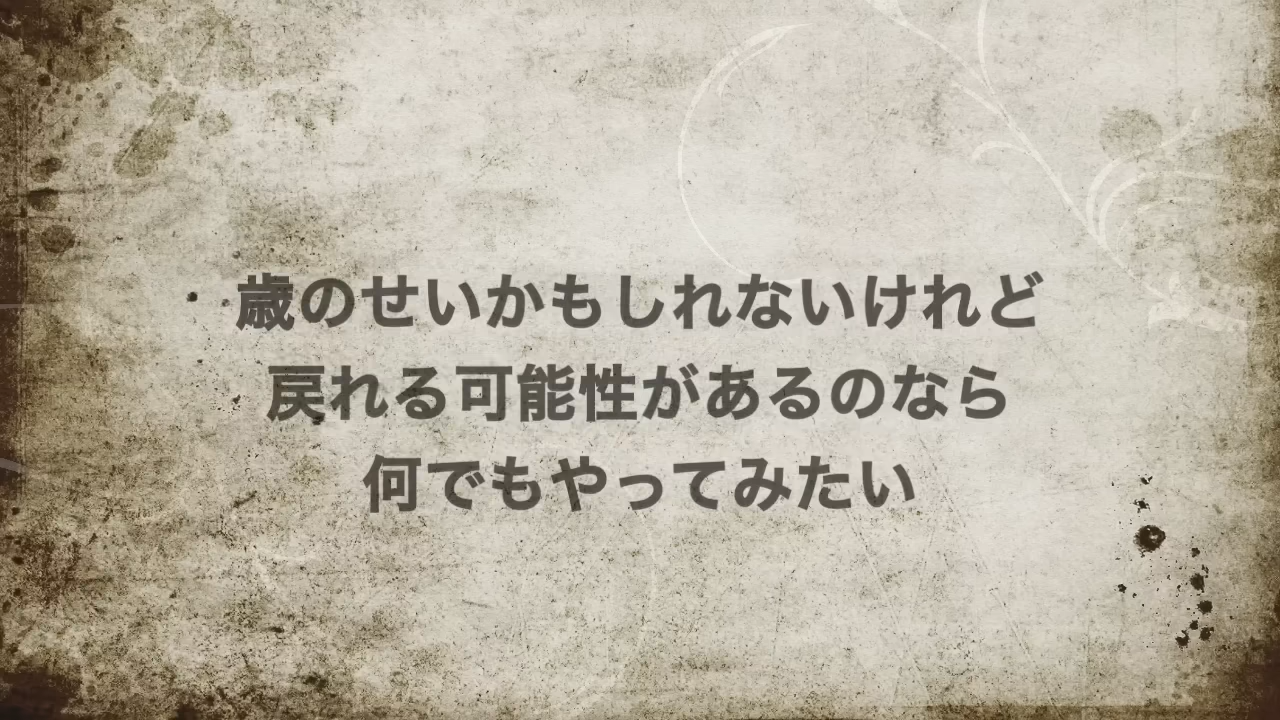 歳のせいかもしれないけれど
戻れる可能性があるのなら
何でもやってみたい